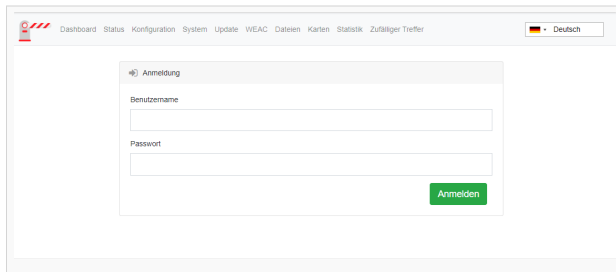 Dashboard Status Konfiguration System Update WEAC Dateien Karten Statistik Zufälliger Treffer Deutsch
Anmeldung
Benutzername
Passwort
Anmelden